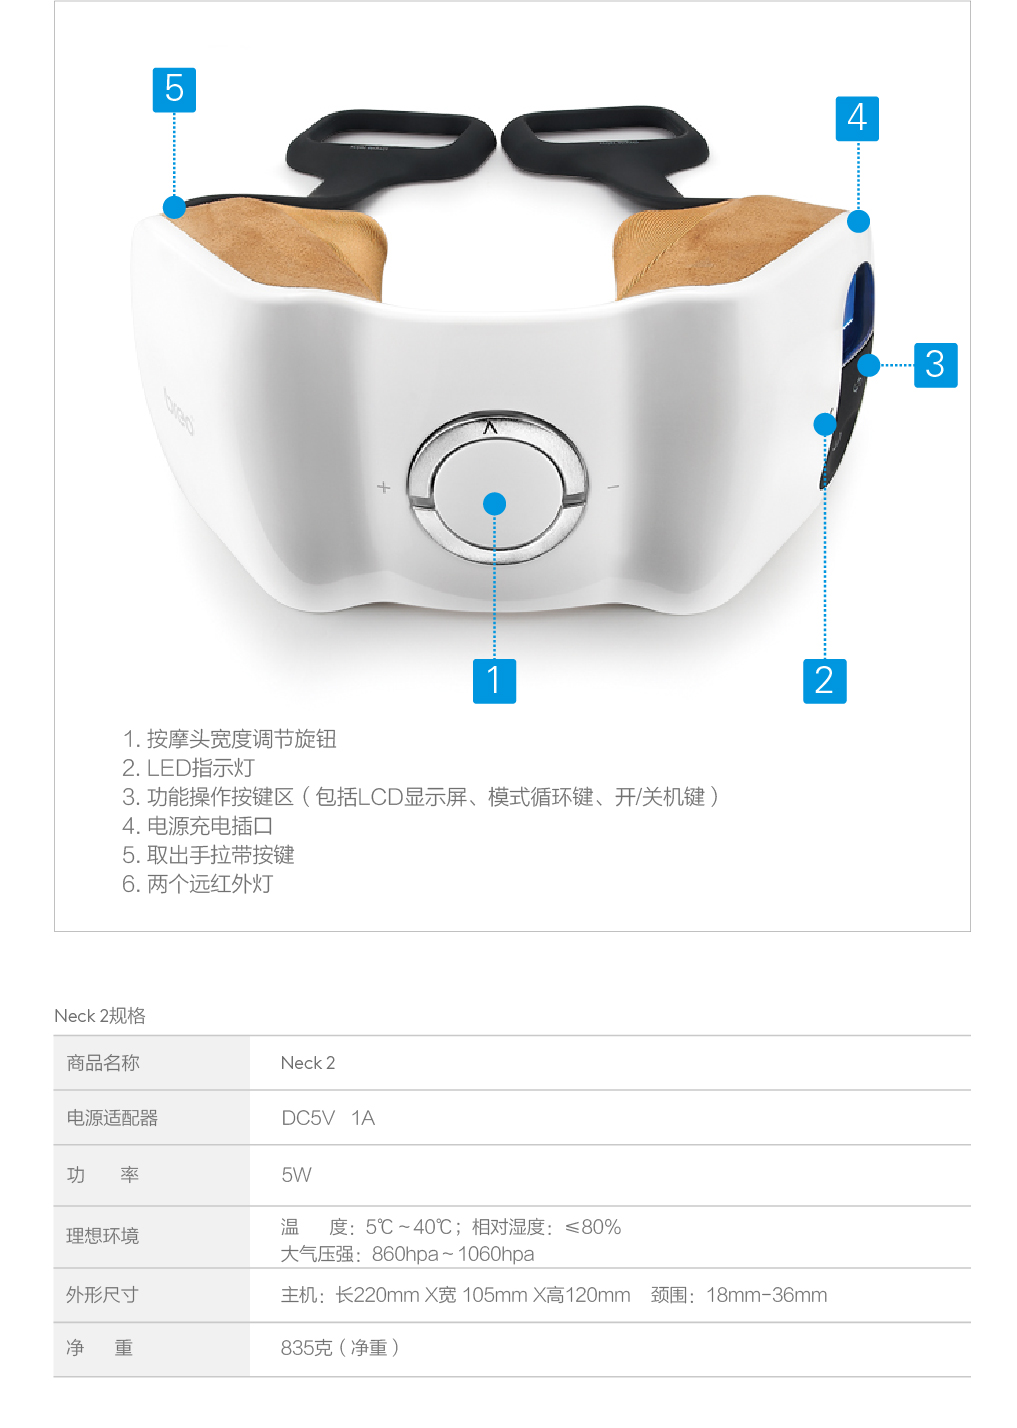 5
4
3
+
−
1
2
1. 按摩头宽度调节旋钮
2. LED指示灯
3. 功能操作按键区（包括LCD显示屏、模式循环键、开/关机键）
4. 电源充电插口
5. 取出手拉带按键
6. 两个远红外灯
Neck 2规格
商品名称 Neck 2
电源适配器 DC5V 1A
功 率 5W
理想环境 温 度：5℃~40℃；相对湿度：≤80%
大气压强：860hpa~1060hpa
外形尺寸 主机：长220mm X宽 105mm X高120mm 颈围：18mm-36mm
净 重 835克（净重）